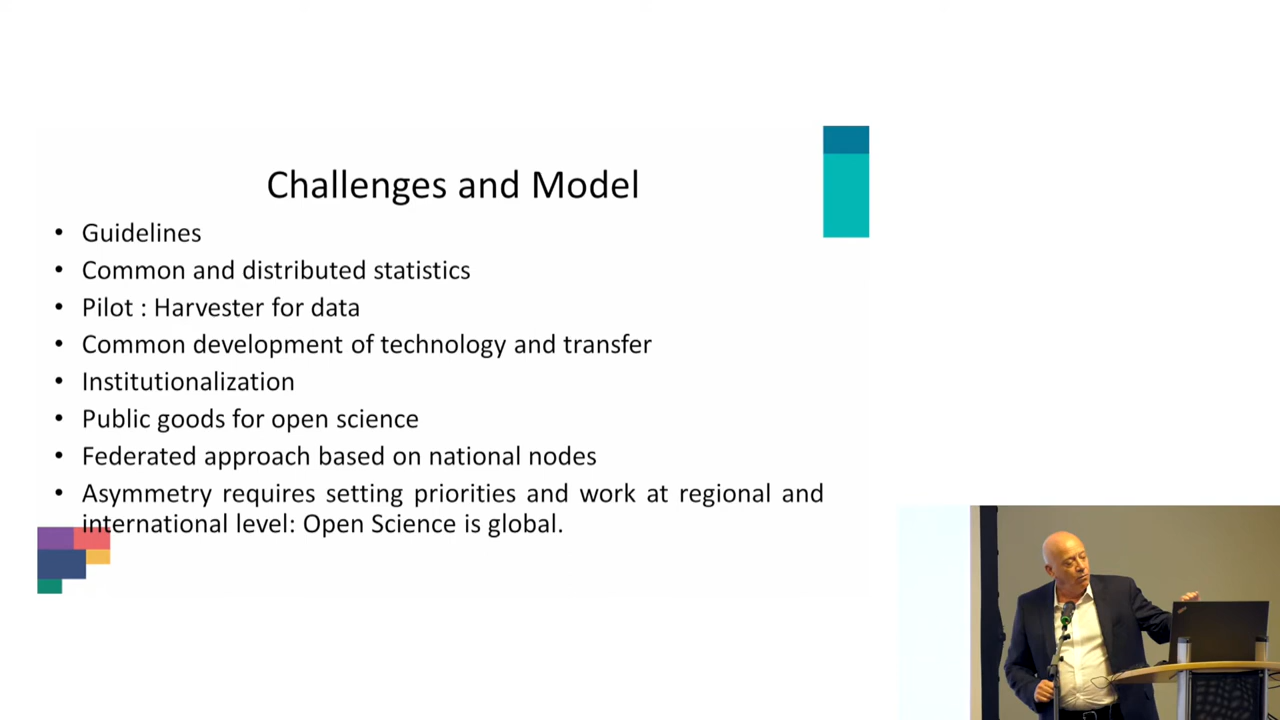 Challenges and Model
• Guidelines
• Common and distributed statistics
• Pilot : Harvester for data
• Common development of technology and transfer
• Institutionalization
• Public goods for open science
• Federated approach based on national nodes
• Asymmetry requires setting priorities and work at regional and
international level: Open Science is global.